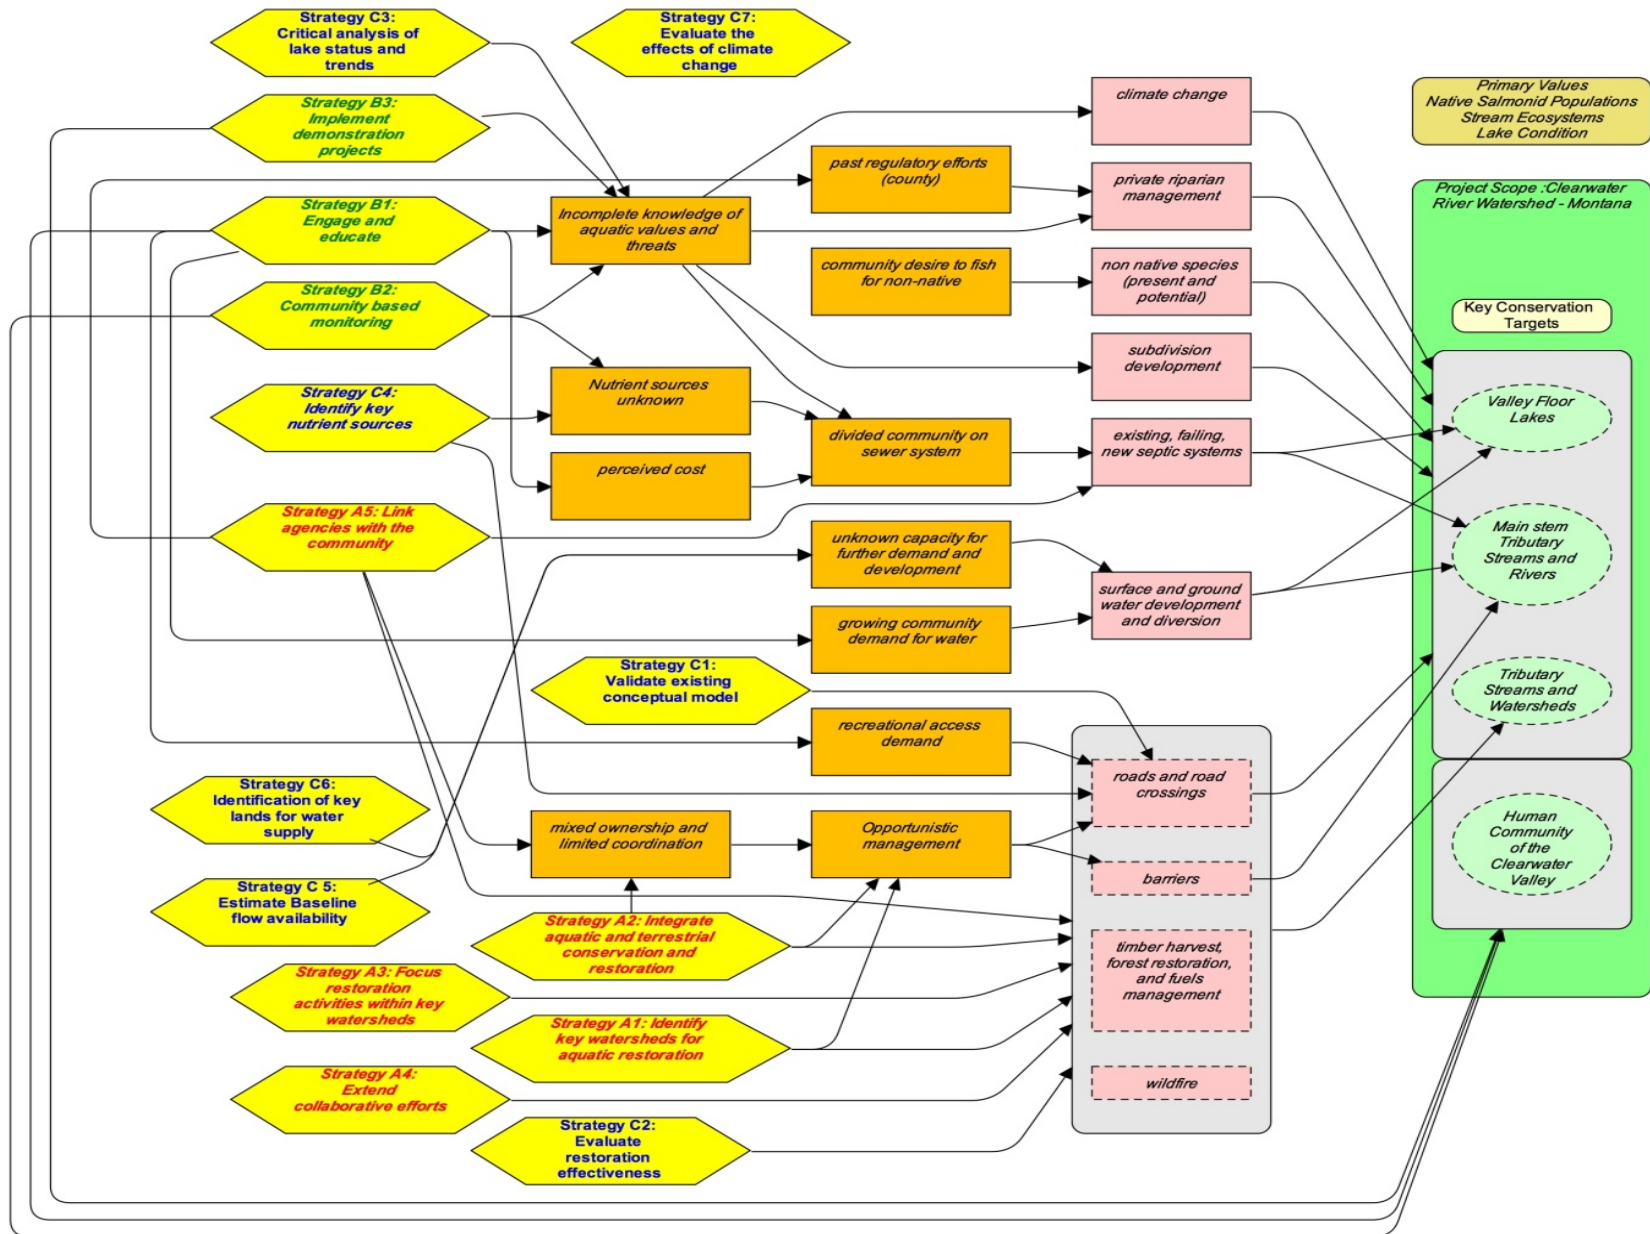 Strategy C3:
Critical analysis of
lake status and
trends
Strategy C7:
Evaluate the
effects of climate
change
Strategy B3:
Implement
demonstration
projects
climate change
Primary Values
Native Salmonid Populations
Stream Ecosystems
Lake Condition
past regulatory efforts
(county)
private riparian
management
Project Scope :Clearwater
River Watershed - Montana
Strategy B1:
Engage and
educate
Incomplete knowledge of
aquatic values and
threats
community desire to fish
for non-native
non native species
(present and
potential)
Strategy B2:
Community based
monitoring
Key Conservation
Targets
subdivision
development
Strategy C4:
Identify key
nutrient sources
Nutrient sources
unknown
Valley Floor
Lakes
divided community on
sewer system
existing, failing,
new septic systems
perceived cost
Strategy A5: Link
agencies with the
community
unknown capacity for
further demand and
development
Main stem
Tributary
Streams and
Rivers
surface and ground
water development
and diversion
growing community
demand for water
Strategy C1:
Validate existing
conceptual model
Tributary
Streams and
Watersheds
recreational access
demand
roads and road
crossings
Strategy C6:
Identification of key
lands for water
supply
mixed ownership and
limited coordination
Opportunistic
management
Human
Community
of the
Clearwater
Valley
barriers
Strategy C 5:
Estimate Baseline
flow availability
Strategy A2: Integrate
aquatic and terrestrial
conservation and
restoration
timber harvest,
forest restoration,
and fuels
management
Strategy A3: Focus
restoration
activities within key
watersheds
Strategy A1: Identify
key watersheds for
aquatic restoration
Strategy A4:
Extend
collaborative efforts
wildfire
Strategy C2:
Evaluate
restoration
effectiveness